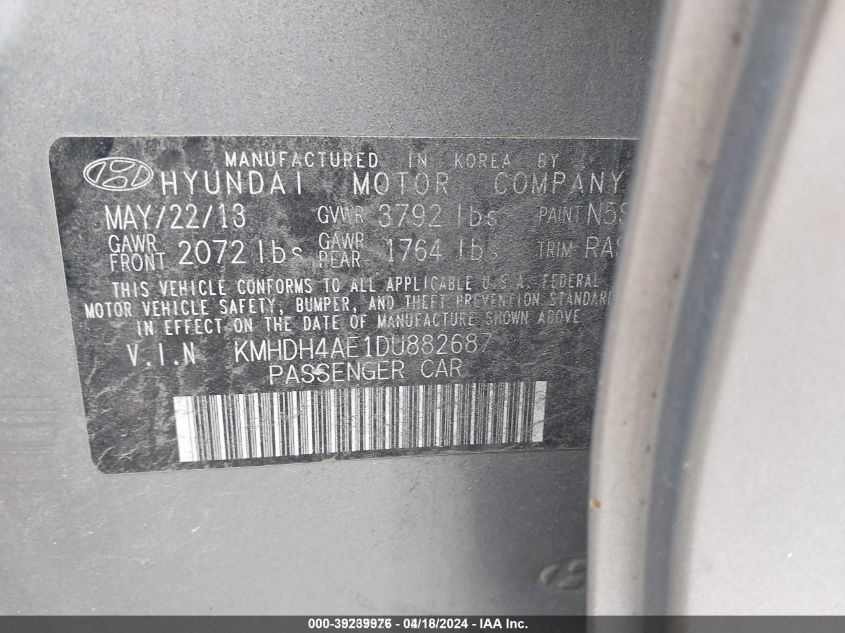 MANUFACTURED IN KOREA BY
HYUNDAI MOTOR COMPANY
MAY/22/13 GVWR 3792 lbs PAINT
GAWR FRONT 2072 lbs GAWR REAR 1764 lbs TRIM
THIS VEHICLE CONFORMS TO ALL APPLICABLE U.S.A. FEDERAL
MOTOR VEHICLE SAFETY, BUMPER, AND THEFT PREVENTION STANDARD
IN EFFECT ON THE DATE OF MANUFACTURE SHOWN ABOVE
V.I.N KMHDH4AE1DU882687
PASSENGER CAR
000-39239976 - 04/18/2024 - IAA Inc.